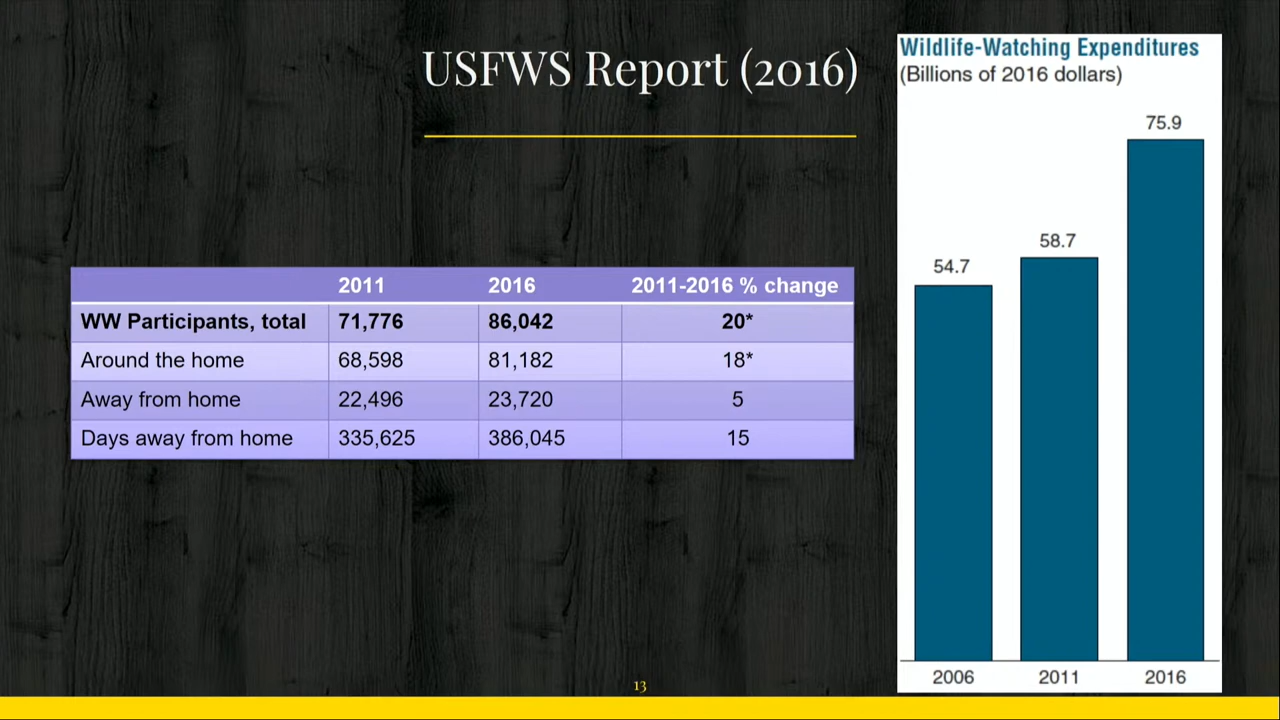 USFWS Report (2016)
2011 2016 2011-2016 % change
WW Participants, total 71,776 86,042 20*
Around the home 68,598 81,182 18*
Away from home 22,496 23,720 5
Days away from home 335,625 386,045 15
Wildlife-Watching Expenditures
(Billions of 2016 dollars)
75.9
58.7
54.7
2006 2011 2016
13